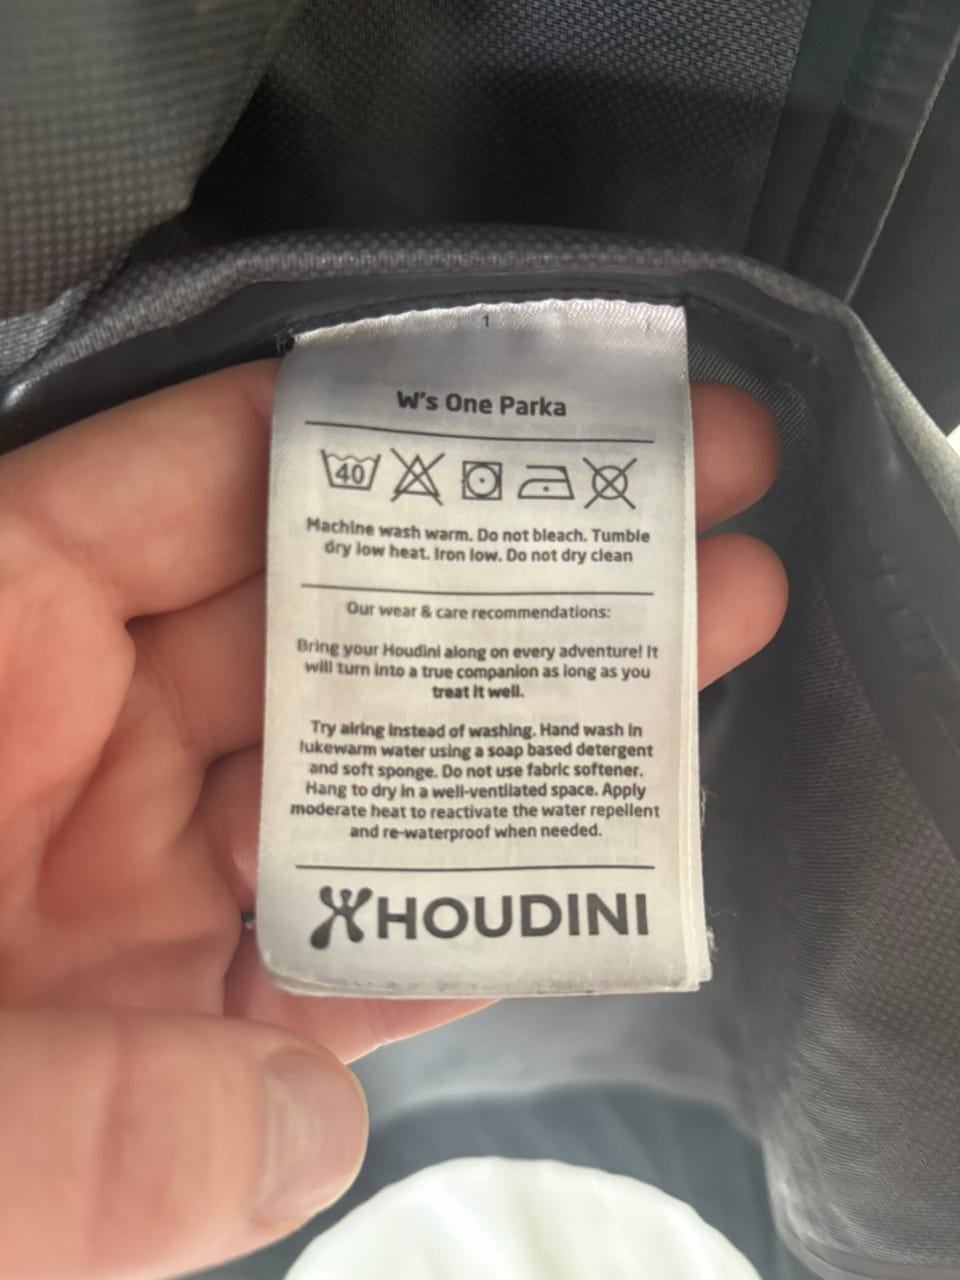 1
W's One Parka
40
Machine wash warm. Do not bleach. Tumble
dry low heat. Iron low. Do not dry clean
Our wear & care recommendations:
Bring your Houdini along on every adventure! It
will turn into a true companion as long as you
treat it well.
Try airing instead of washing. Hand wash in
lukewarm water using a soap based detergent
and soft sponge. Do not use fabric softener.
Hang to dry in a well-ventilated space. Apply
moderate heat to reactivate the water repellent
and re-waterproof when needed.
HOUDINI